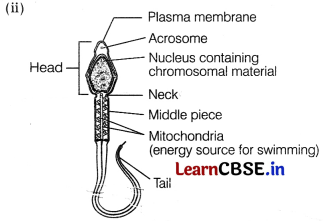 (ii)
Plasma membrane
Acrosome
Nucleus containing
chromosomal material
Head
Neck
Middle piece
Mitochondria
(energy source for swimming)
LearnCBSE.in
Tail